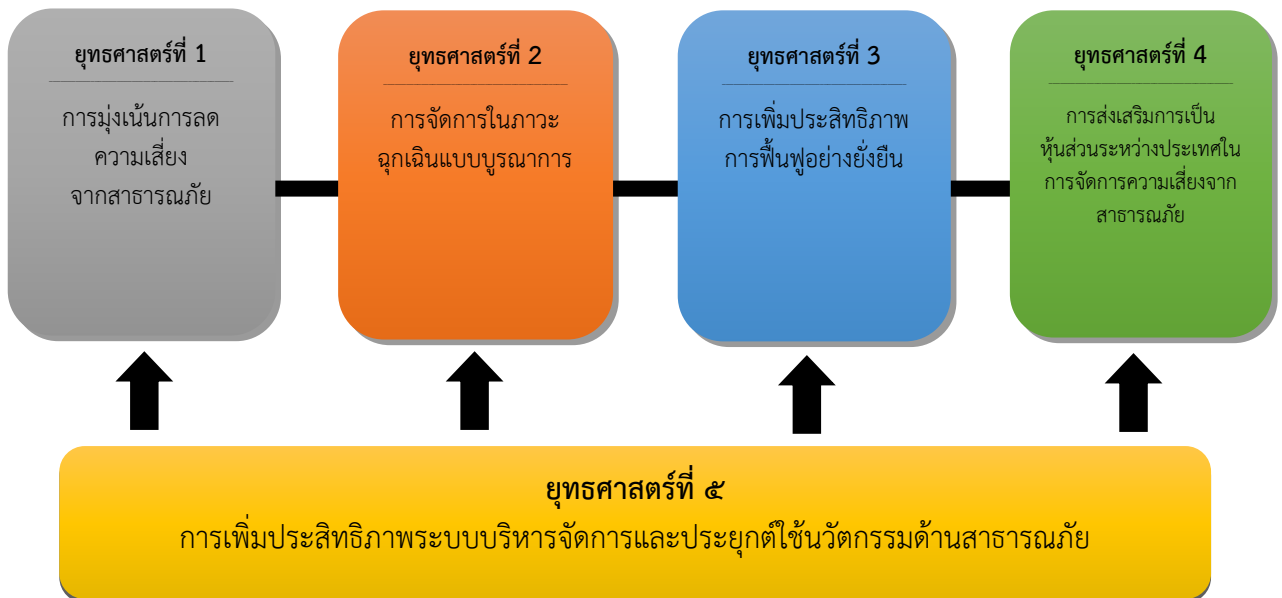 ยุทธศาสตร์ที่ 1
การมุ่งเน้นการลด
ความเสี่ยง
จากสาธารณภัย
ยุทธศาสตร์ที่ 2
การจัดการในภาวะ
ฉุกเฉินแบบบูรณาการ
ยุทธศาสตร์ที่ 3
การเพิ่มประสิทธิภาพ
การฟื้นฟูอย่างยั่งยืน
ยุทธศาสตร์ที่ 4
การส่งเสริมการเป็น
หุ้นส่วนระหว่างประเทศใน
การจัดการความเสี่ยงจาก
สาธารณภัย
ยุทธศาสตร์ที่ ๕
การเพิ่มประสิทธิภาพระบบบริหารจัดการและประยุกต์ใช้นวัตกรรมด้านสาธารณภัย